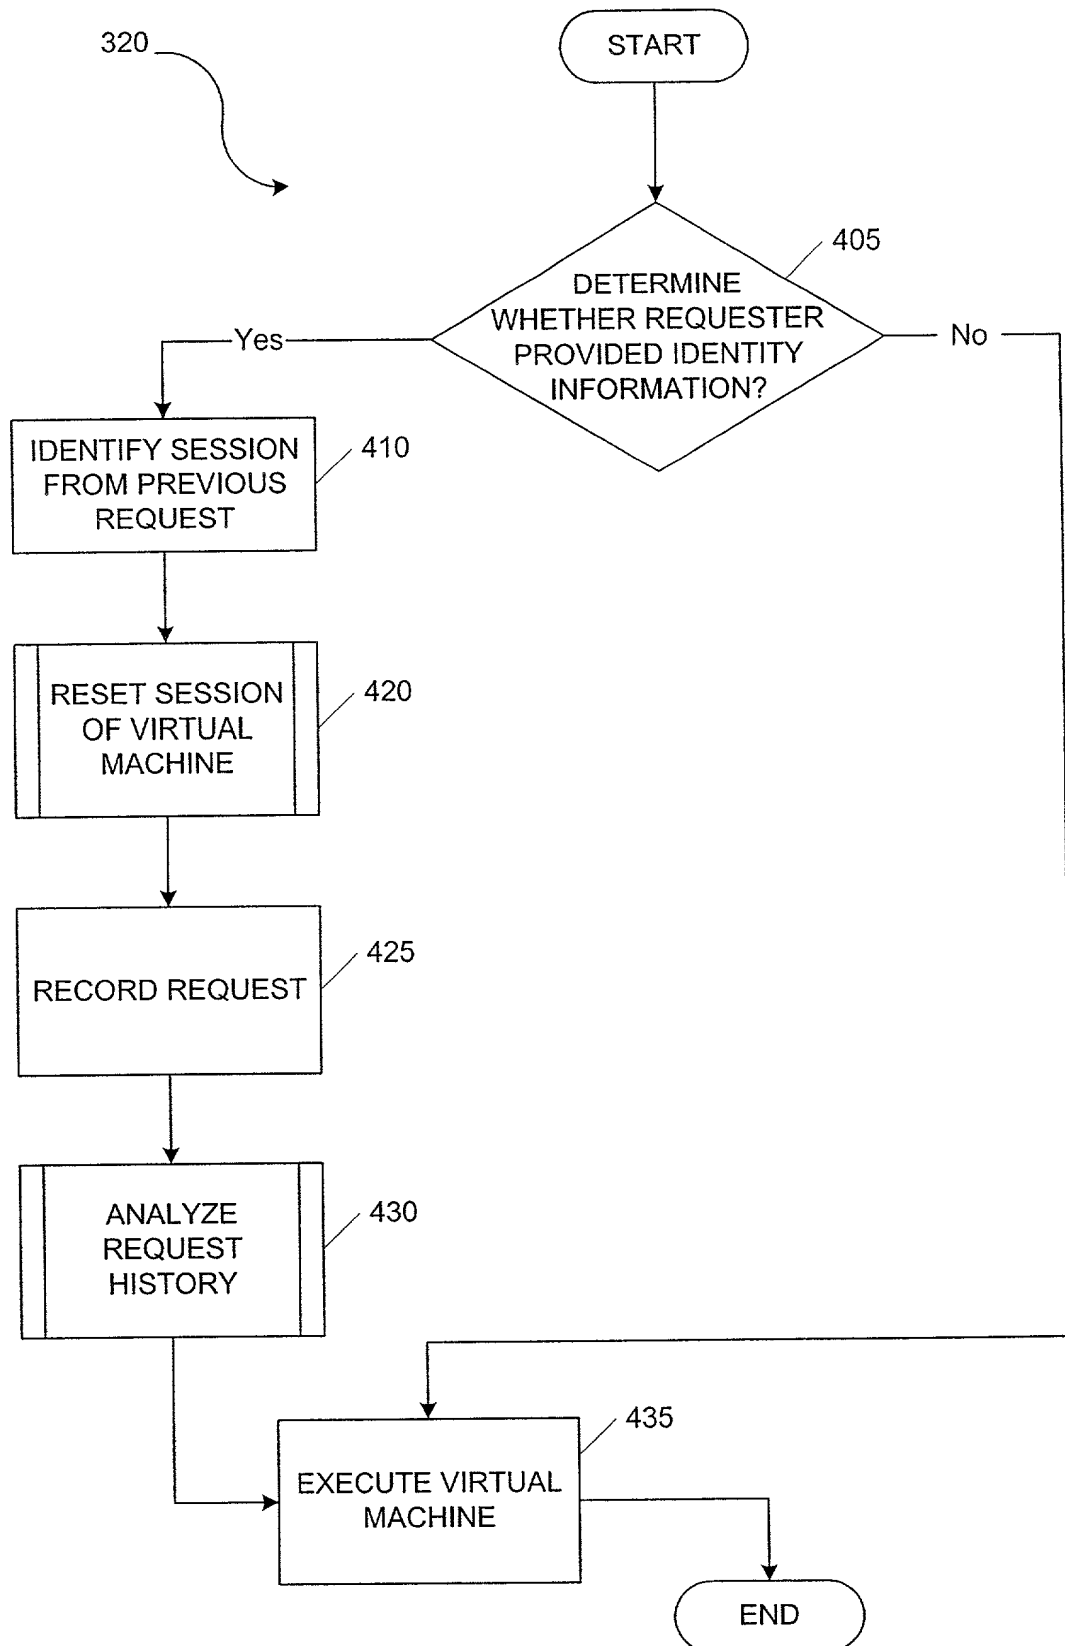 320
START
405
DETERMINE
WHETHER REQUESTER
PROVIDED IDENTITY
INFORMATION?
Yes
No
IDENTIFY SESSION
FROM PREVIOUS
REQUEST
410
RESET SESSION
OF VIRTUAL
MACHINE
420
RECORD REQUEST
425
ANALYZE
REQUEST
HISTORY
430
EXECUTE VIRTUAL
MACHINE
435
END